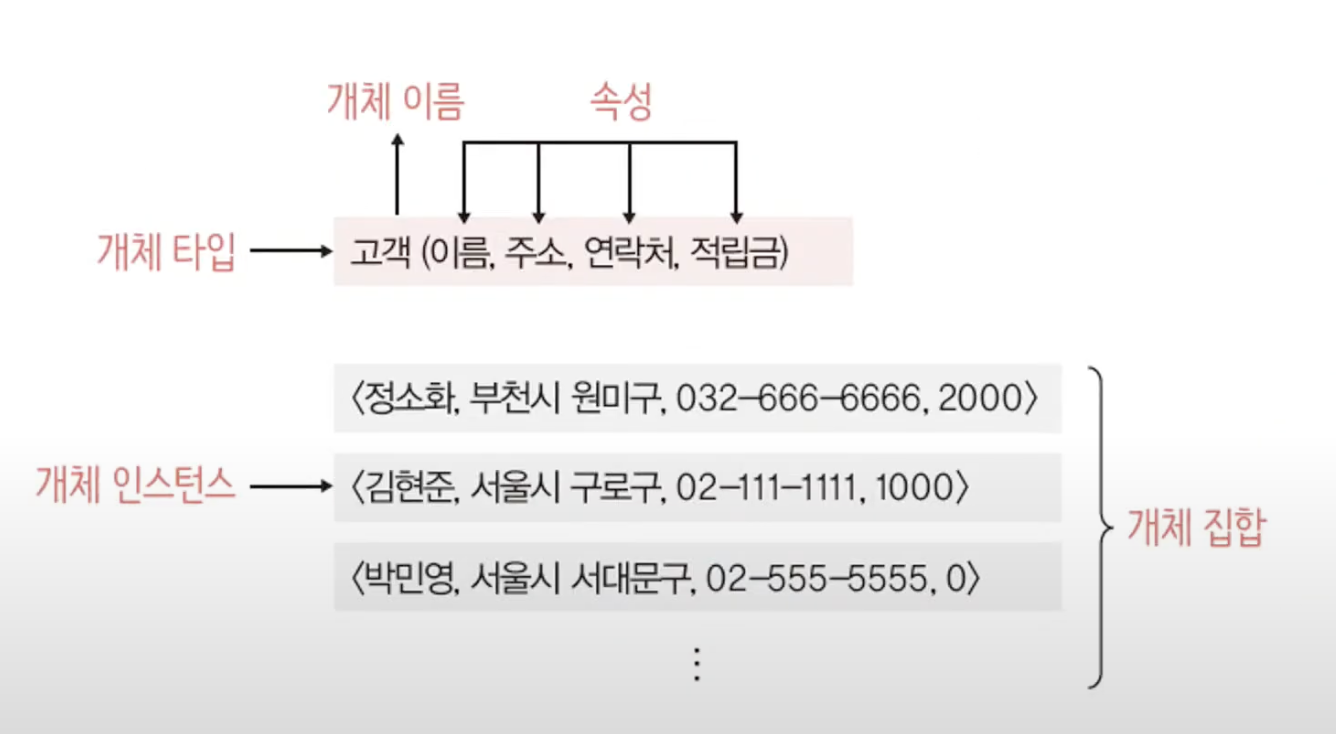 개체 이름
속성
개체 타입
고객 (이름, 주소, 연락처, 적립금)
〈정소화, 부천시 원미구, 032-666-6666, 2000〉
개체 인스턴스
〈김현준, 서울시 구로구, 02-111-1111, 1000〉
개체 집합
〈박민영, 서울시 서대문구, 02-555-5555, 0〉
⋮